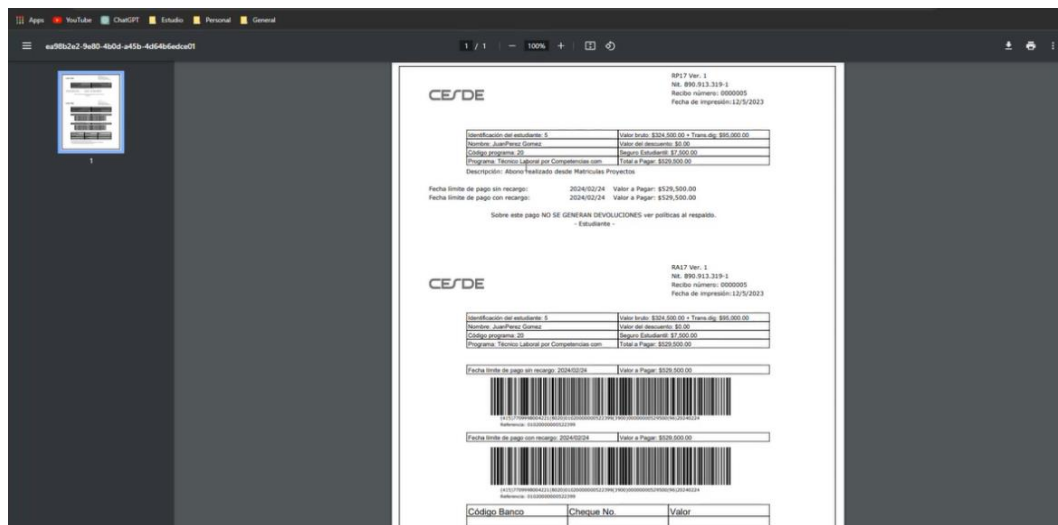 Apps YouTube ChatGPT Estudio Personal General
ea98b2e2-9e80-4b0d-a45b-4d64b6edce01 1 / 1 — 100% +
1
CESDE
RP17 Ver. 1
Nit. 890.913.319-1
Recibo número: 0000005
Fecha de impresión:12/5/2023
Identificación del estudiante: 5 Valor bruto: $324,500.00 + Trans.dig: $95,000.00
Nombre: JuanPerez Gomez Valor del descuento: $0.00
Código programa: 20 Seguro Estudiantil: $7,500.00
Programa: Técnico Laboral por Competencias com Total a Pagar: $529,500.00
Descripción: Abono realizado desde Matriculas Proyectos
Fecha límite de pago sin recargo: 2024/02/24 Valor a Pagar: $529,500.00
Fecha límite de pago con recargo: 2024/02/24 Valor a Pagar: $529,500.00
Sobre este pago NO SE GENERAN DEVOLUCIONES ver políticas al respaldo.
- Estudiante -
CESDE
RA17 Ver. 1
Nit. 890.913.319-1
Recibo número: 0000005
Fecha de impresión:12/5/2023
Identificación del estudiante: 5 Valor bruto: $324,500.00 + Trans.dig: $95,000.00
Nombre: JuanPerez Gomez Valor del descuento: $0.00
Código programa: 20 Seguro Estudiantil: $7,500.00
Programa: Técnico Laboral por Competencias com Total a Pagar: $529,500.00
Fecha límite de pago sin recargo: 2024/02/24 Valor a Pagar: $529,500.00
Fecha límite de pago con recargo: 2024/02/24 Valor a Pagar: $529,500.00
Código Banco Cheque No. Valor